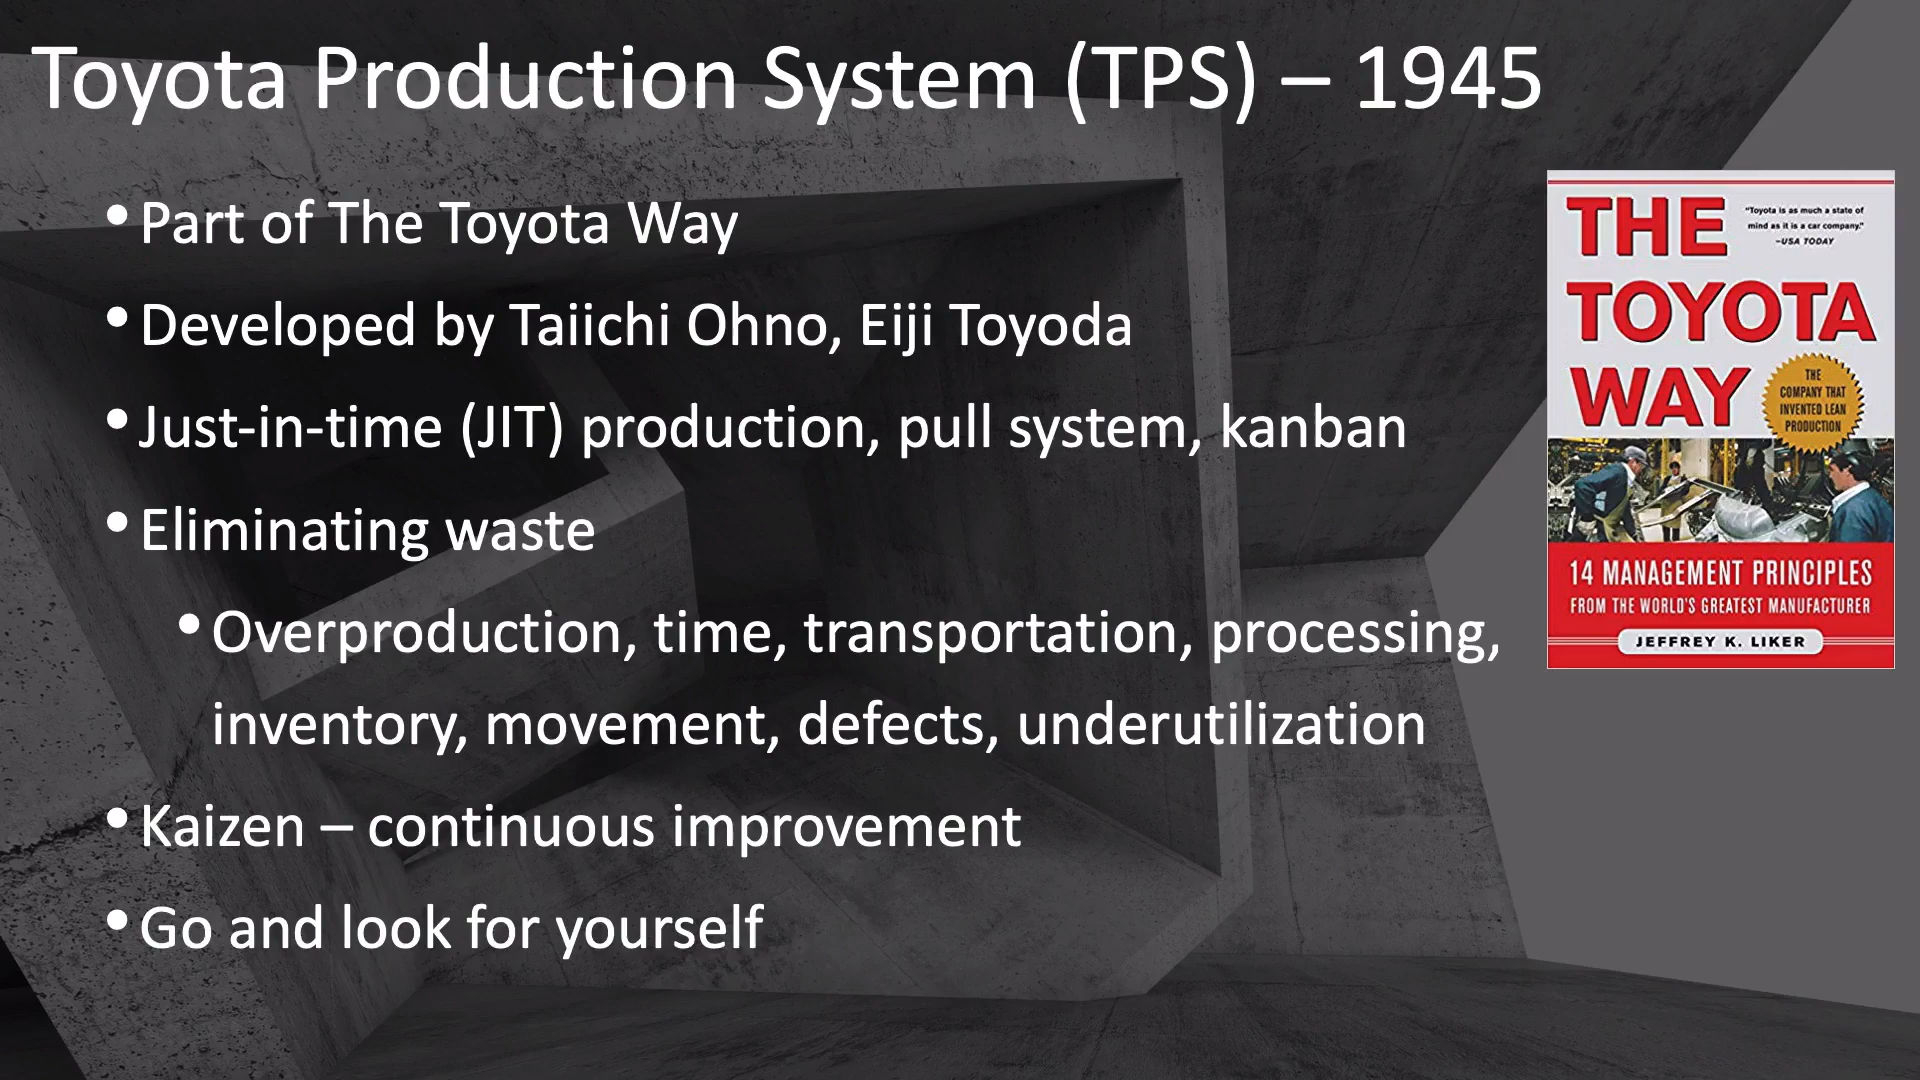 Toyota Production System (TPS) – 1945
• Part of The Toyota Way
• Developed by Taiichi Ohno, Eiji Toyoda
• Just-in-time (JIT) production, pull system, kanban
• Eliminating waste
• Overproduction, time, transportation, processing,
inventory, movement, defects, underutilization
• Kaizen – continuous improvement
• Go and look for yourself
THE
TOYOTA
WAY
"Toyota is as much a state of
mind as it is a car company."
–USA TODAY
THE
COMPANY THAT
INVENTED LEAN
PRODUCTION
14 MANAGEMENT PRINCIPLES
FROM THE WORLD'S GREATEST MANUFACTURER
JEFFREY K. LIKER